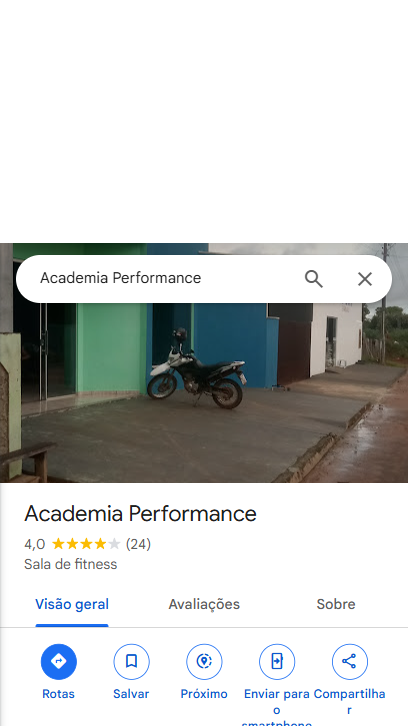 Academia Performance
Academia Performance
4,0 (24)
Sala de fitness
Visão geral Avaliações Sobre
Rotas Salvar Próximo Enviar para o smartphone Compartilhar